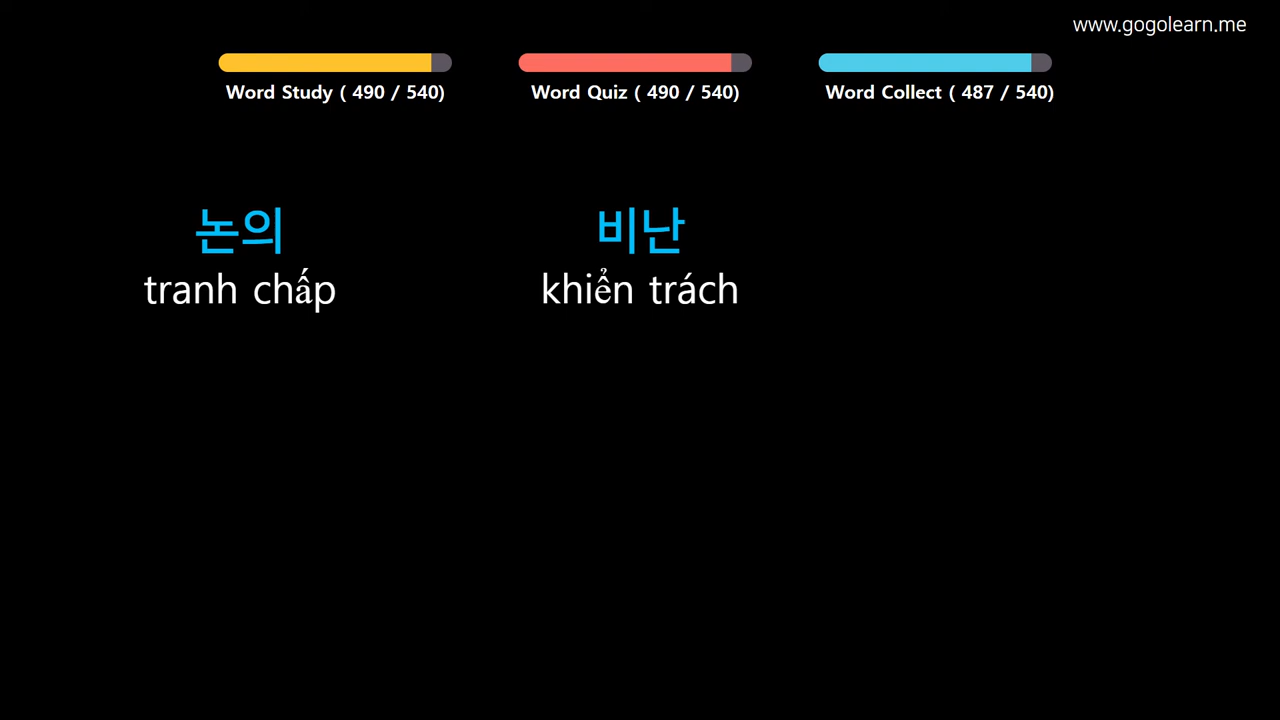 www.gogolearn.me
Word Study ( 490 / 540)
Word Quiz ( 490 / 540)
Word Collect ( 487 / 540)
논의
tranh chấp
비난
khiển trách